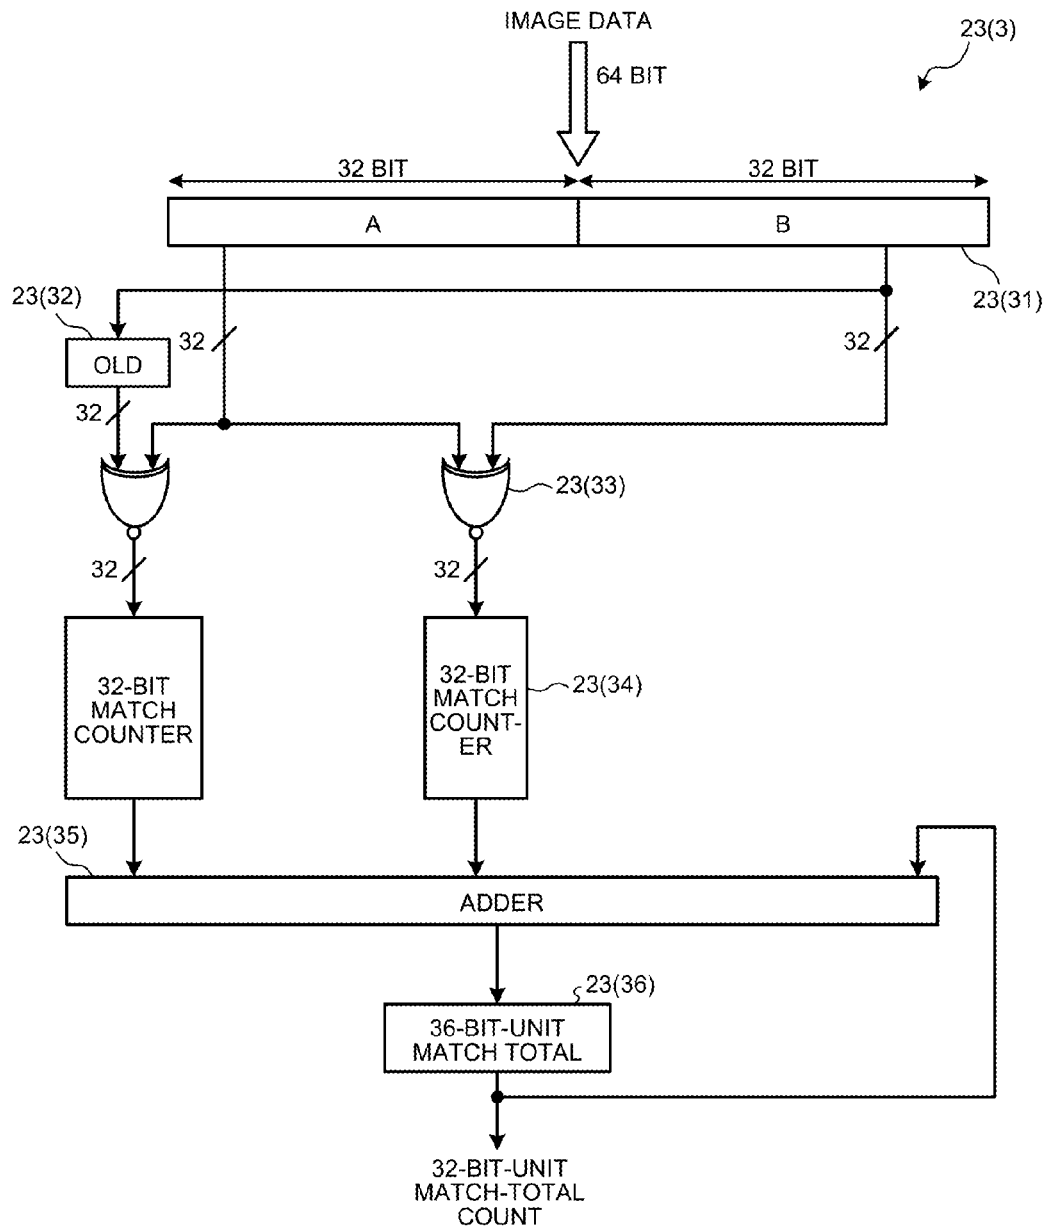 IMAGE DATA
23(3)
64 BIT
32 BIT
32 BIT
A
B
23(32)
23(31)
32
32
OLD
32
23(33)
32
32
32-BIT
MATCH
COUNTER
32-BIT
MATCH
COUNT-
ER
23(34)
23(35)
ADDER
23(36)
36-BIT-UNIT
MATCH TOTAL
32-BIT-UNIT
MATCH-TOTAL
COUNT